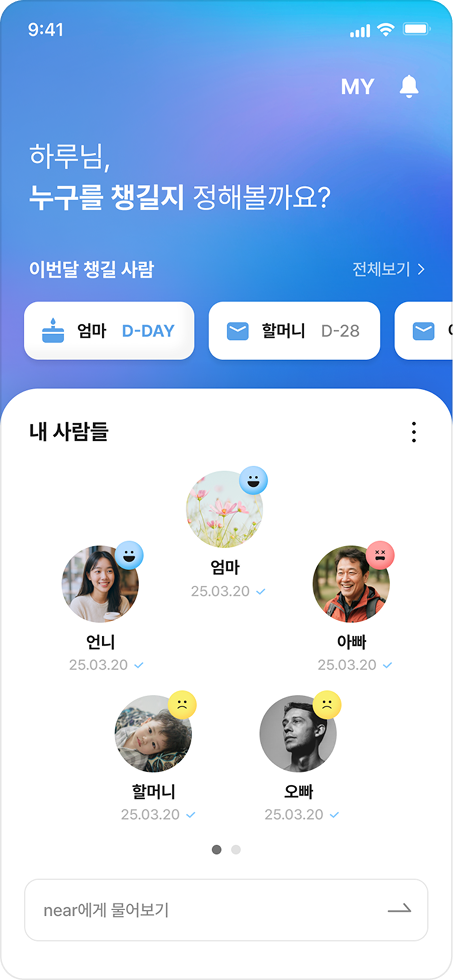 9:41
MY
하루님,
누구를 챙길지 정해볼까요?
이번달 챙길 사람
전체보기
엄마 D-DAY
할머니 D-28
내 사람들
엄마
25.03.20
언니
25.03.20
아빠
25.03.20
할머니
25.03.20
오빠
25.03.20
near에게 물어보기